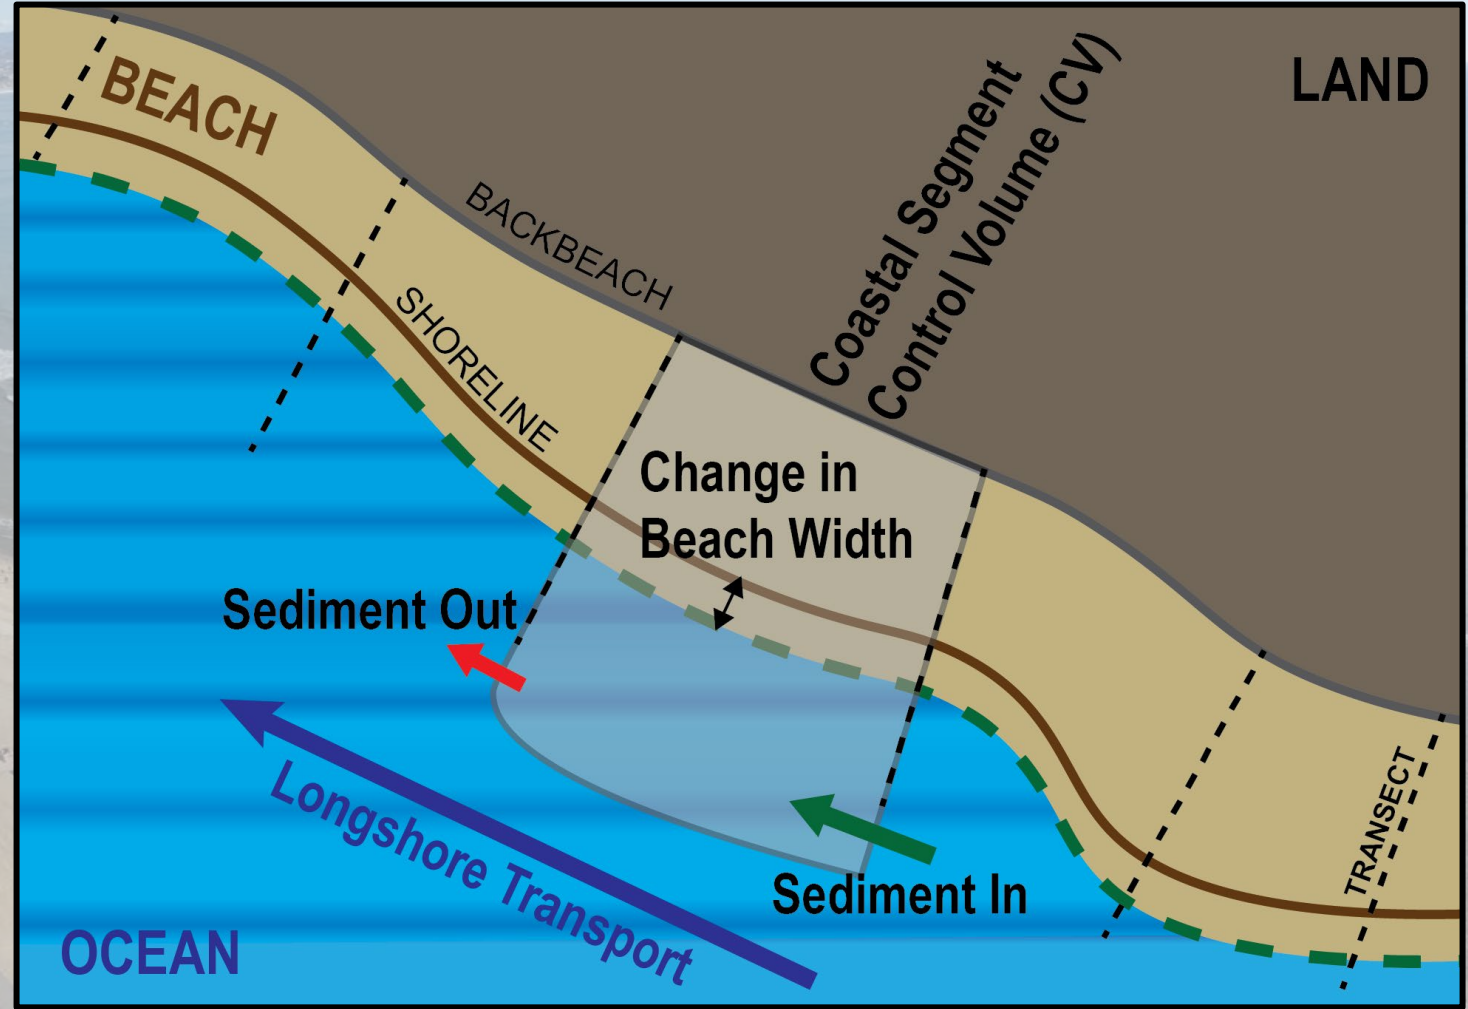 LAND
BEACH
Coastal Segment
Control Volume (CV)
BACKBEACH
SHORELINE
Change in
Beach Width
Sediment Out
Longshore Transport
Sediment In
TRANSECT
OCEAN